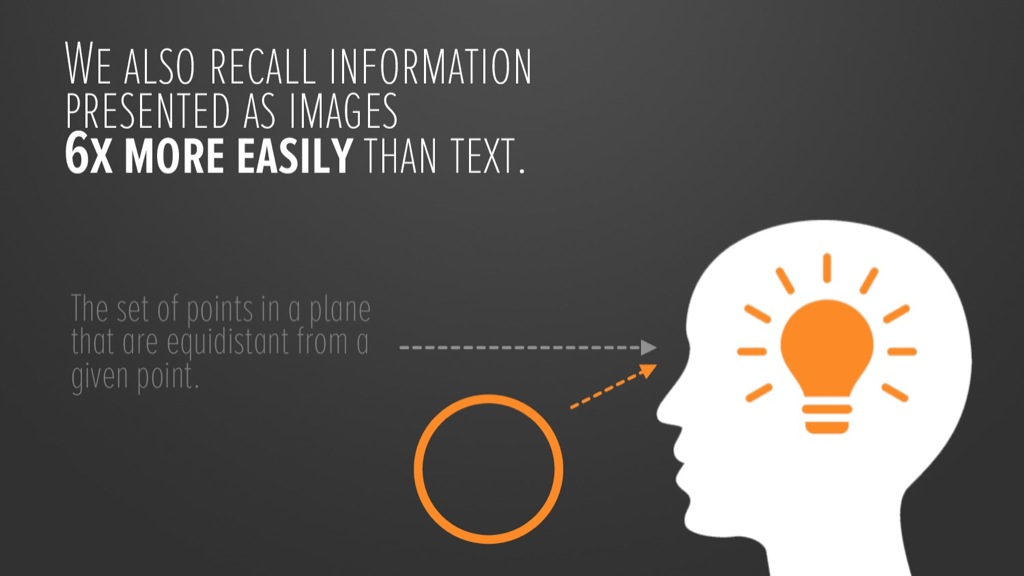 We also recall information
presented as images
6x more easily than text.
The set of points in a plane
that are equidistant from a
given point.